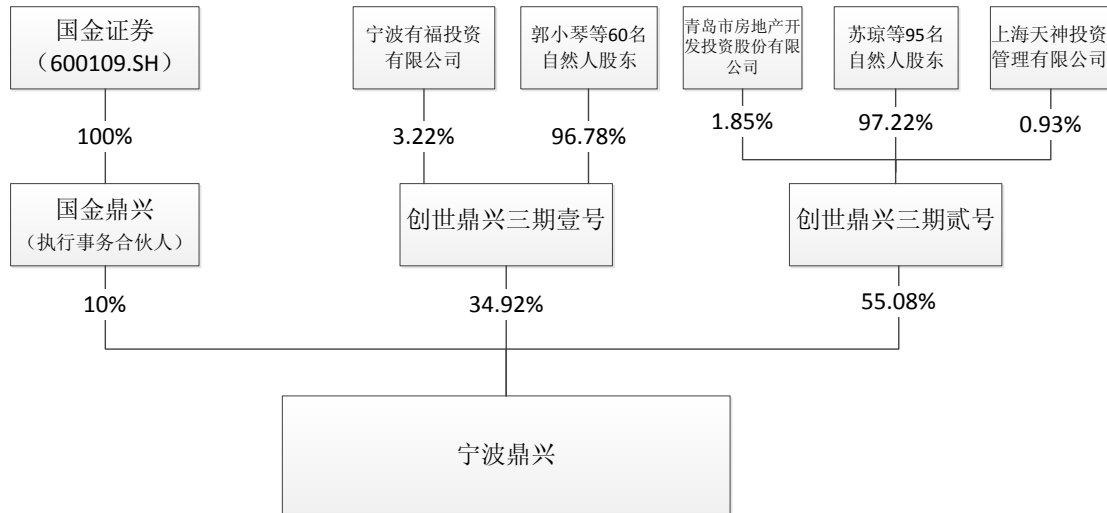 国金证券
（600109.SH）
宁波有福投资
有限公司
郭小琴等60名
自然人股东
青岛市房地产开
发投资股份有限
公司
苏琼等95名
自然人股东
上海天神投资
管理有限公司
100%
3.22%
96.78%
1.85%
97.22%
0.93%
国金鼎兴
（执行事务合伙人）
创世鼎兴三期壹号
创世鼎兴三期贰号
10%
34.92%
55.08%
宁波鼎兴